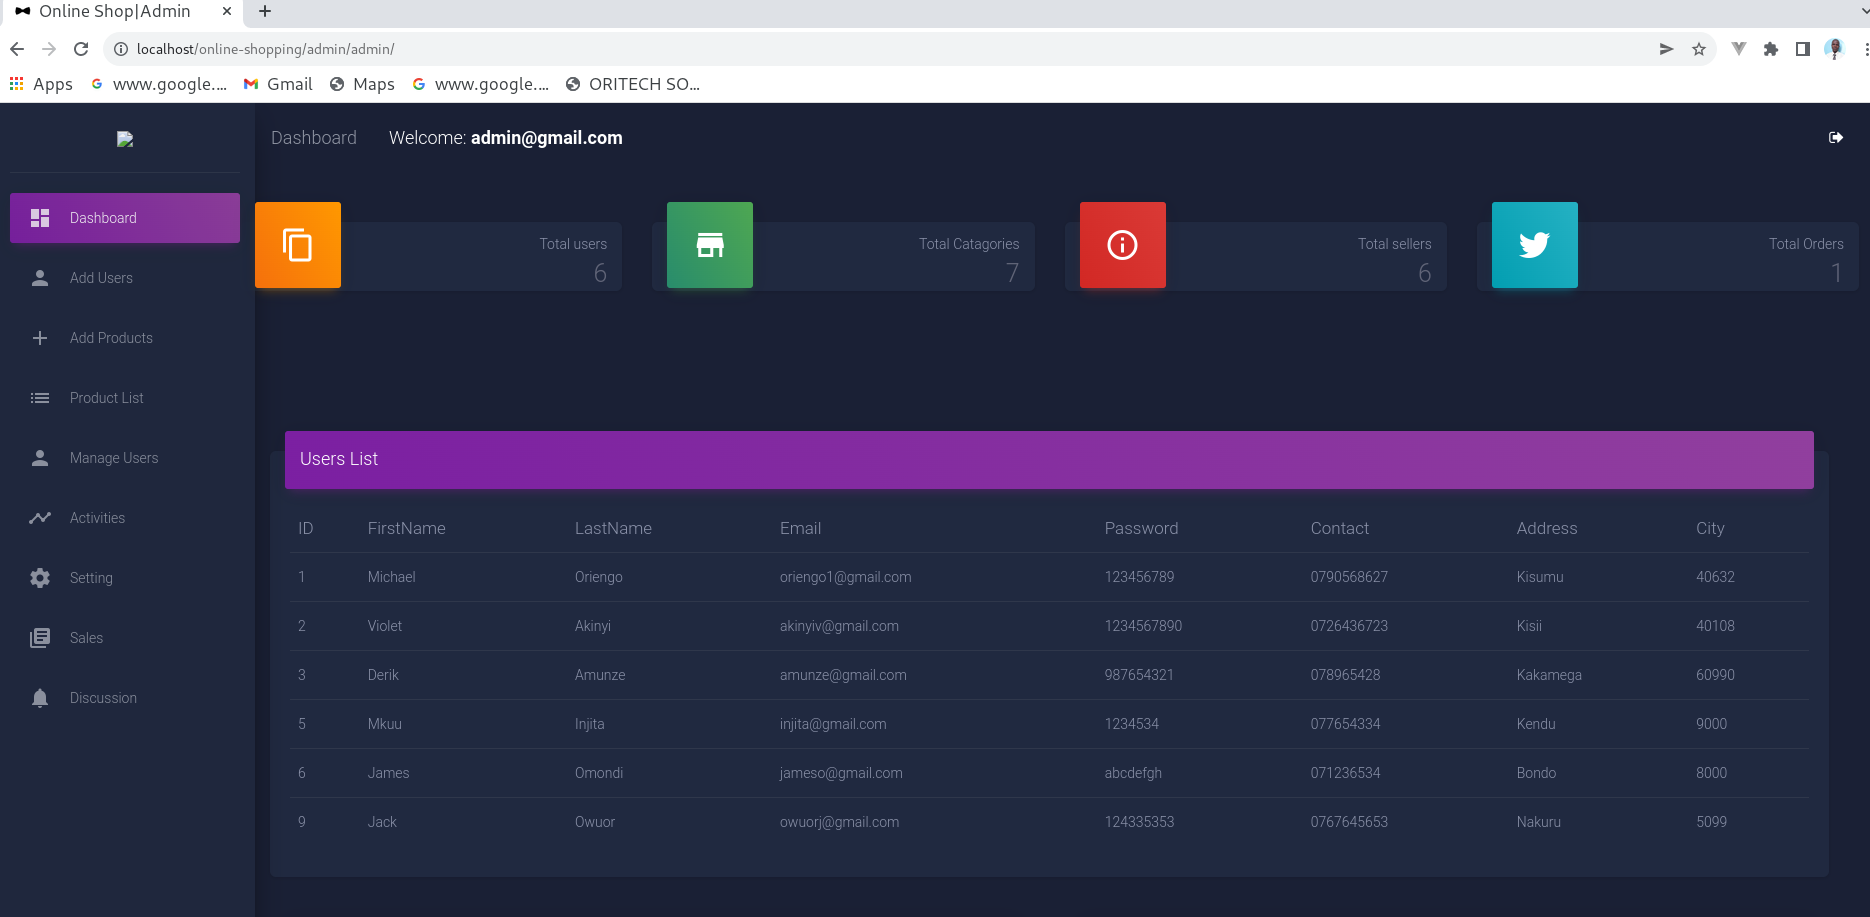 Online Shop|Admin
localhost/online-shopping/admin/admin/
Apps www.google.... Gmail Maps www.google.... ORITECH SO...
Dashboard Welcome: admin@gmail.com
Dashboard
Add Users
Add Products
Product List
Manage Users
Activities
Setting
Sales
Discussion
Total users
6
Total Catagories
7
Total sellers
6
Total Orders
1
Users List
ID FirstName LastName Email Password Contact Address City
1 Michael Oriengo oriengo1@gmail.com 123456789 0790568627 Kisumu 40632
2 Violet Akinyi akinyiv@gmail.com 1234567890 0726436723 Kisii 40108
3 Derik Amunze amunze@gmail.com 987654321 078965428 Kakamega 60990
5 Mkuu Injita injita@gmail.com 1234534 077654334 Kendu 9000
6 James Omondi jameso@gmail.com abcdefgh 071236534 Bondo 8000
9 Jack Owuor owuorj@gmail.com 124335353 0767645653 Nakuru 5099